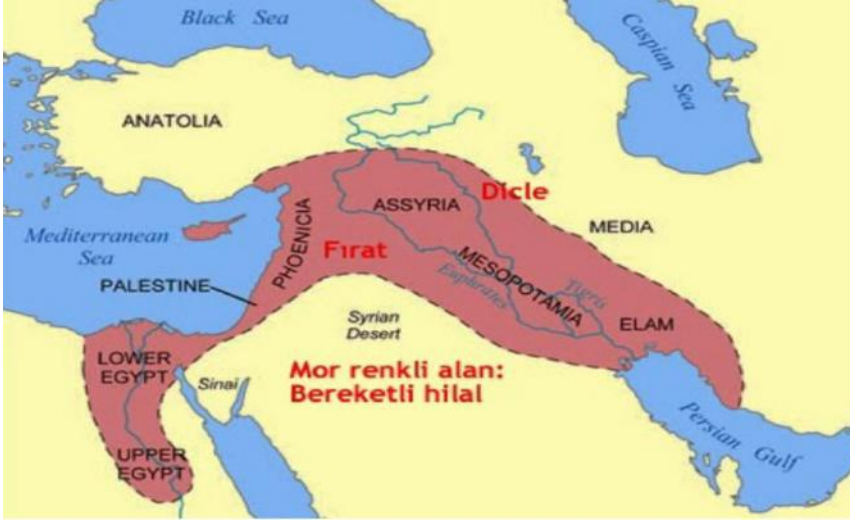 Black Sea
Caspian
Sea
ANATOLIA
Dicle
ASSYRIA
MEDIA
PHOENICIA
Mediterranean
Sea
Fırat
MESOPOTAMIA
Euphrates
Tigris
PALESTINE
Syrian
Desert
ELAM
LOWER
EGYPT
Sinai
Mor renkli alan:
Bereketli hilal
Persian Gulf
UPPER
EGYPT